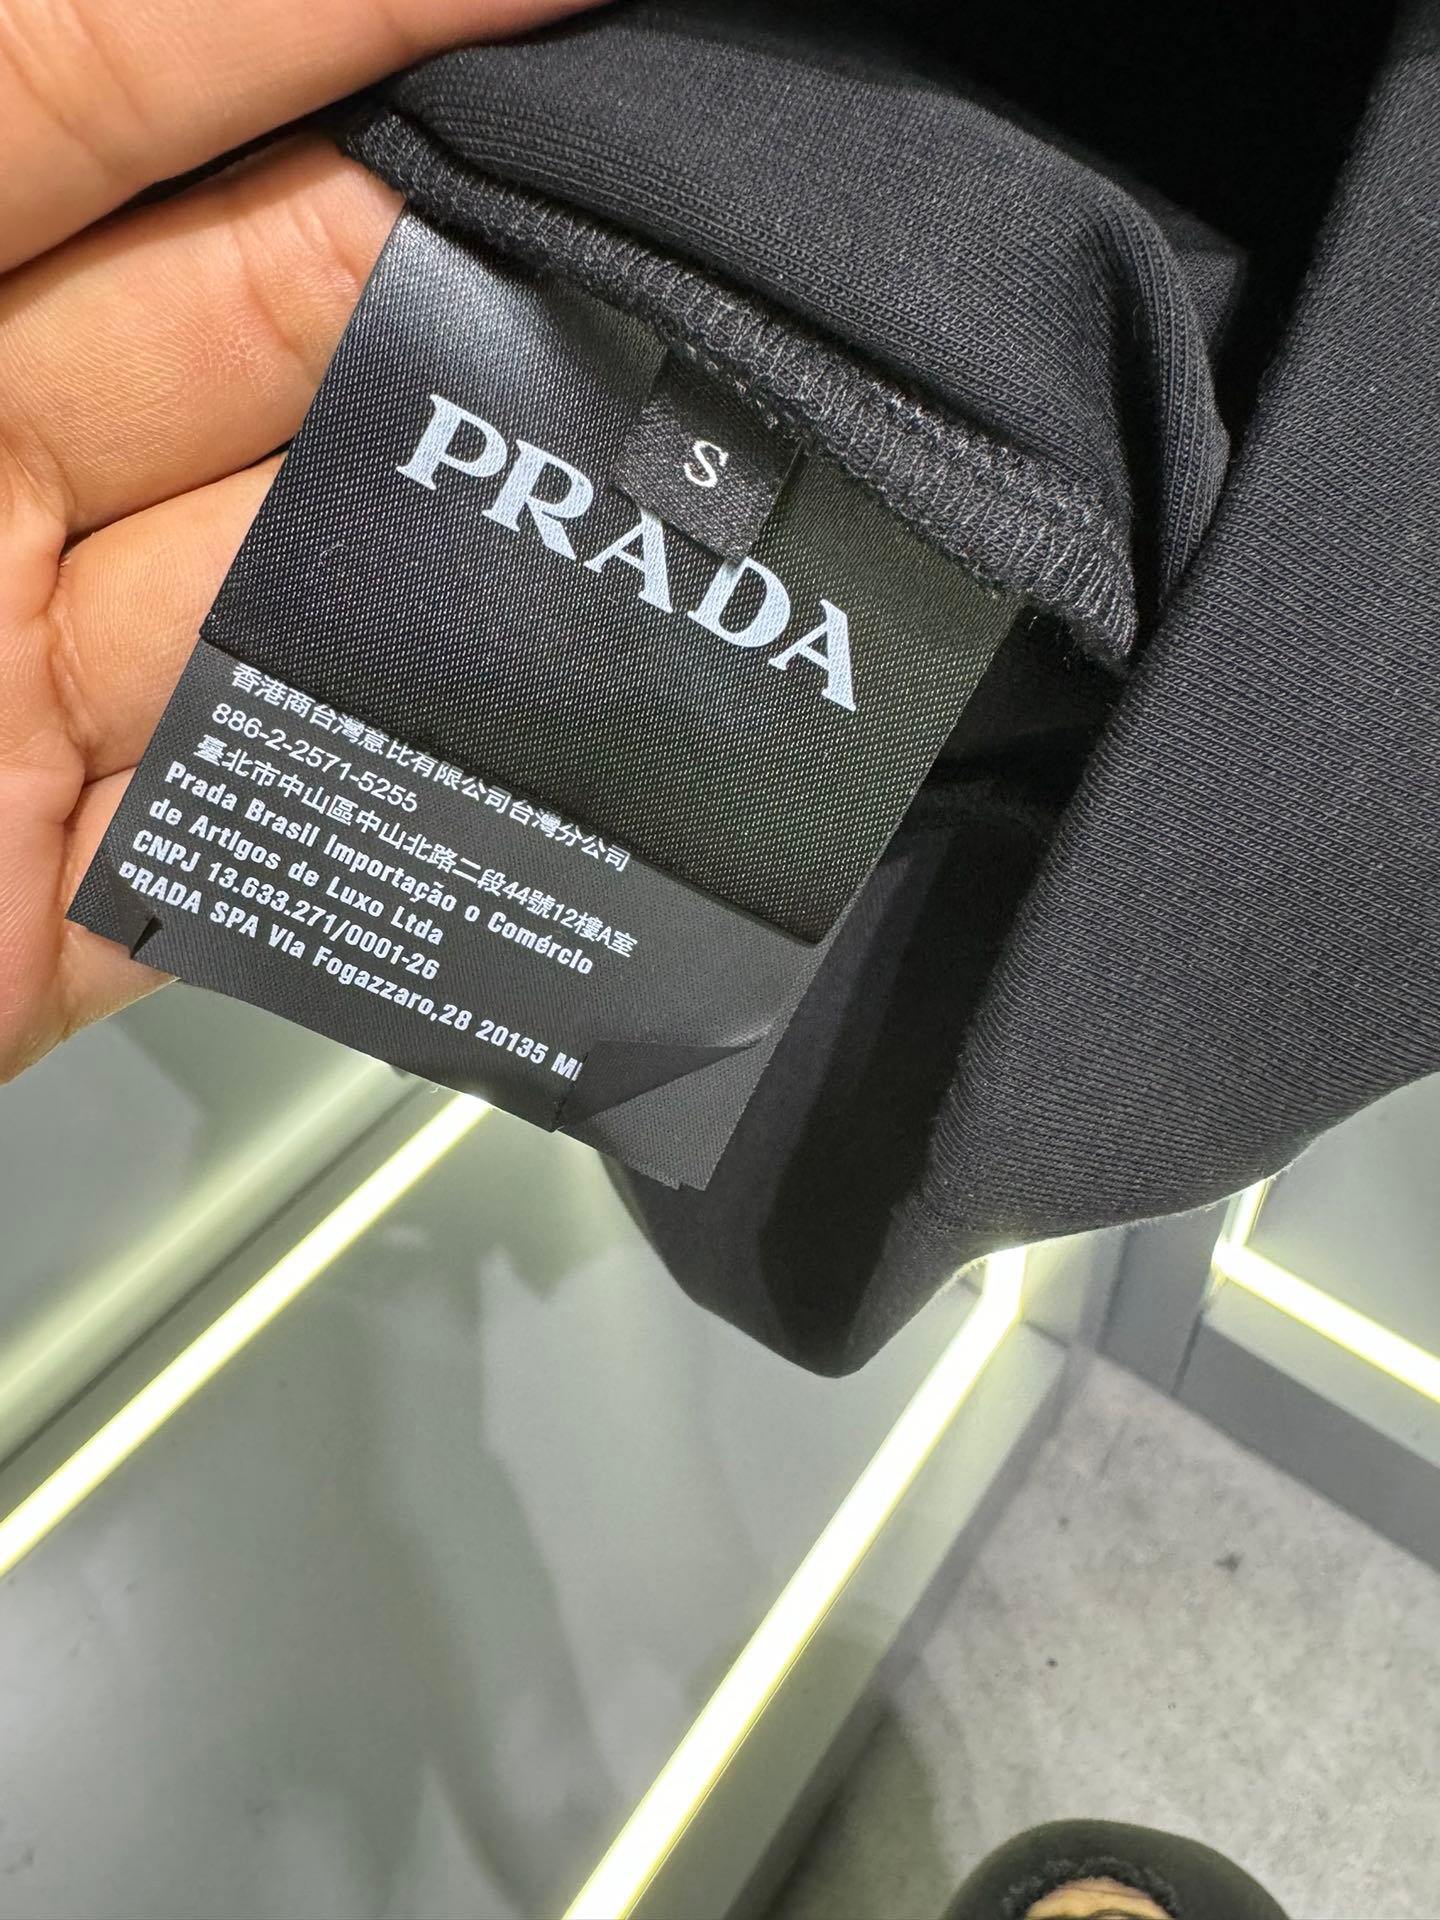 PRADA
S
香港商台灣意比有限公司台灣分公司
886-2-2571-5255
臺北市中山區中山北路二段44號12樓A室
Prada Brasil Importação o Comércio
de Artigos de Luxo Ltda
CNPJ 13.633.271/0001-26
PRADA SPA Via Fogazzaro,28 20135 MI